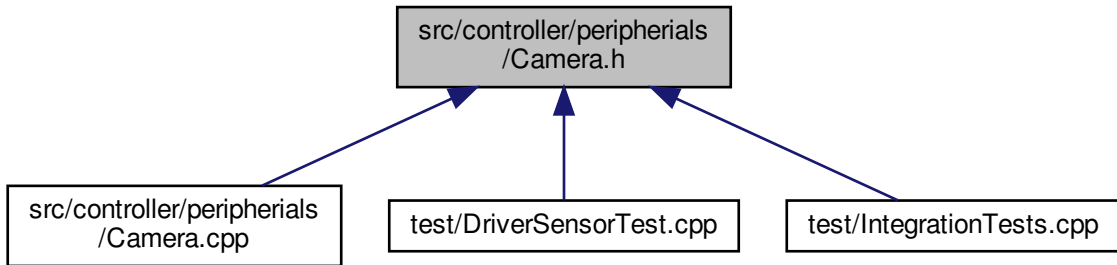 src/controller/peripherials
/Camera.h
src/controller/peripherials
/Camera.cpp
test/DriverSensorTest.cpp
test/IntegrationTests.cpp